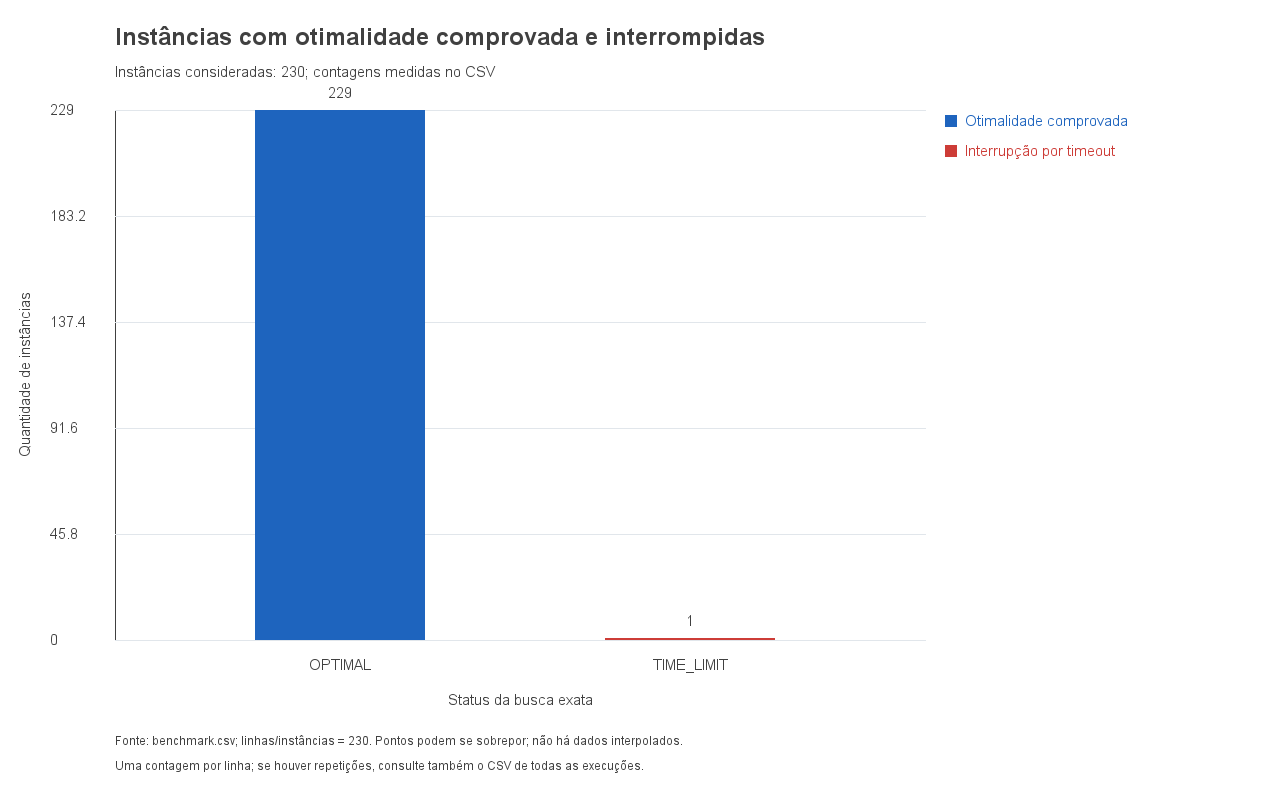 Instâncias com otimalidade comprovada e interrompidas
Instâncias consideradas: 230; contagens medidas no CSV
229
229
183.2
137.4
91.6
45.8
0
Quantidade de instâncias
1
OPTIMAL
TIME_LIMIT
Status da busca exata
Otimalidade comprovada
Interrupção por timeout
Fonte: benchmark.csv; linhas/instâncias = 230. Pontos podem se sobrepor; não há dados interpolados.
Uma contagem por linha; se houver repetições, consulte também o CSV de todas as execuções.